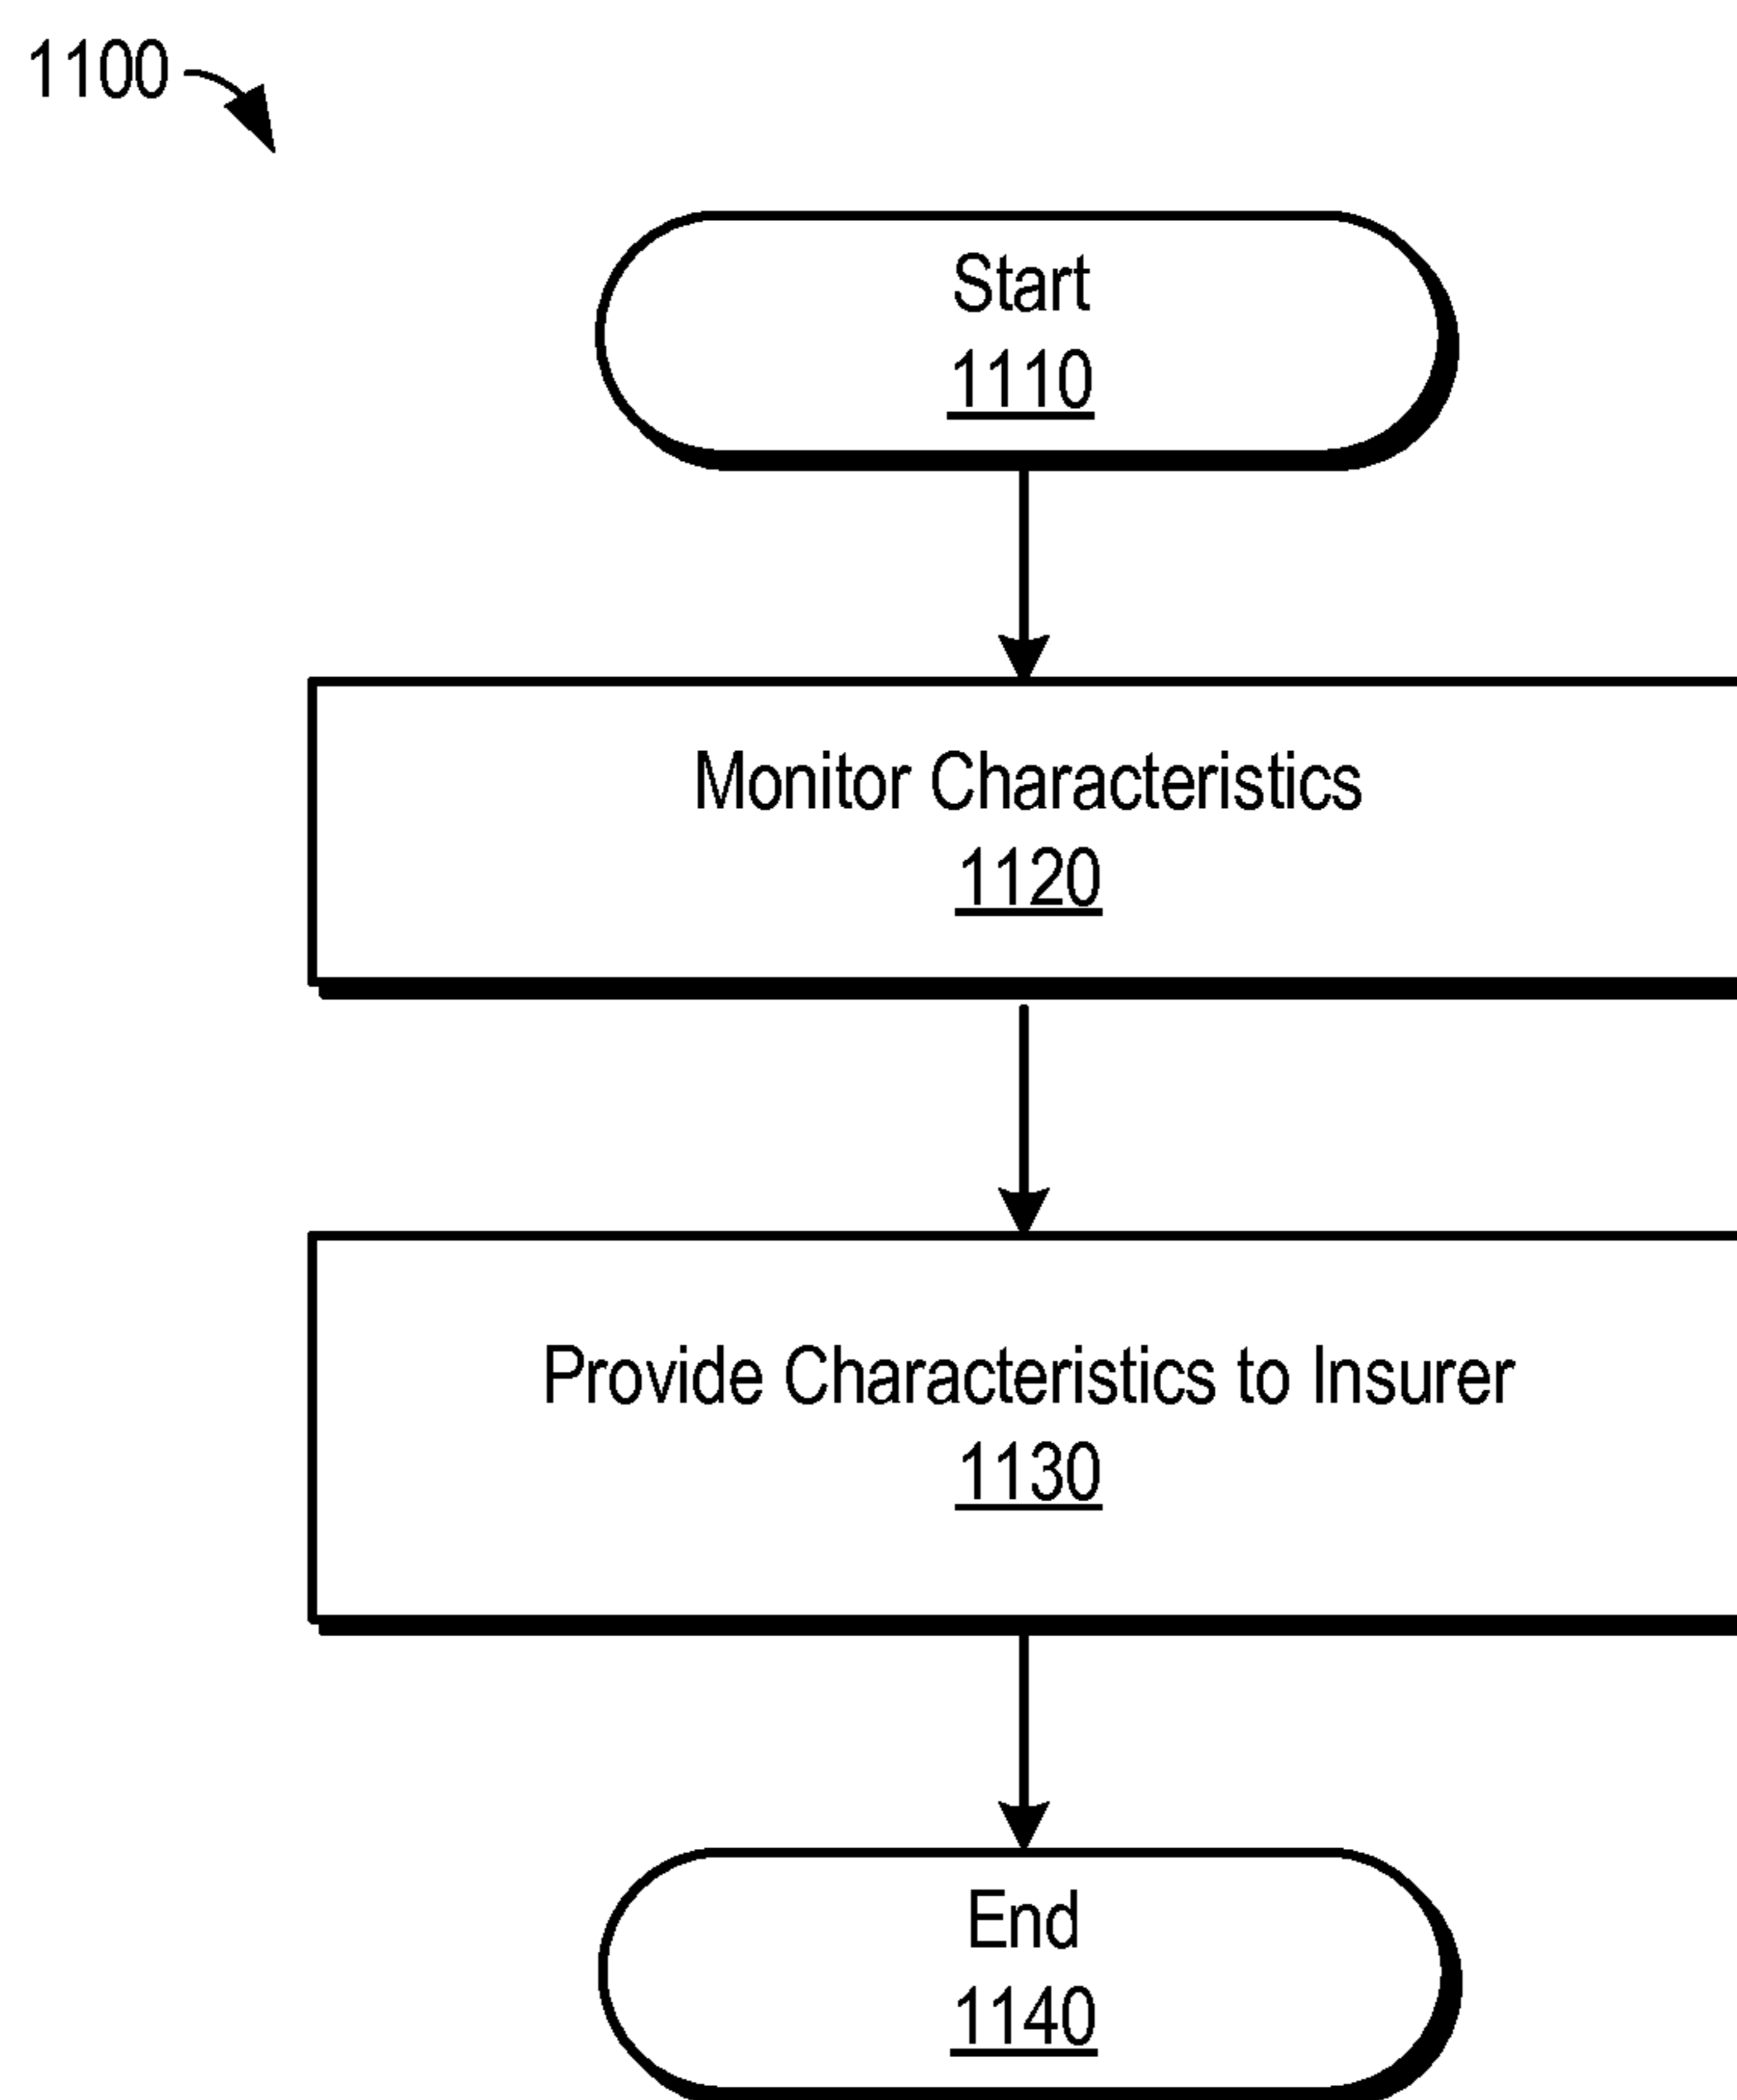 1100
Start
1110
Monitor Characteristics
1120
Provide Characteristics to Insurer
1130
End
1140